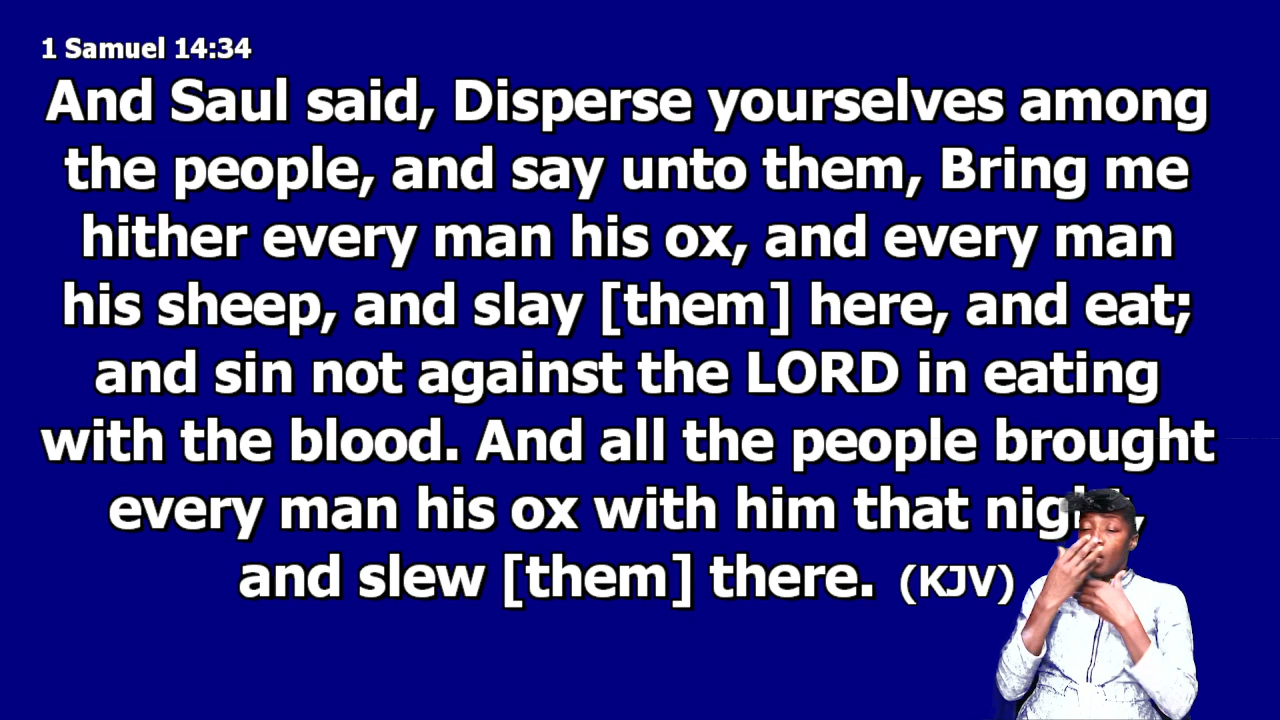 1 Samuel 14:34
And Saul said, Disperse yourselves among
the people, and say unto them, Bring me
hither every man his ox, and every man
his sheep, and slay [them] here, and eat;
and sin not against the LORD in eating
with the blood. And all the people brought
every man his ox with him that night,
and slew [them] there. (KJV)